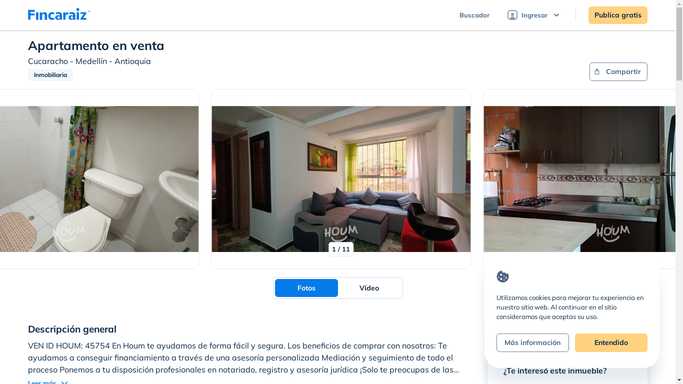 Fincaraiz
Buscador
Ingresar
Publica gratis
Apartamento en venta
Cucaracho - Medellín - Antioquia
Inmobiliaria
Compartir
HOUM
HOUM
HOUM
1 / 11
Fotos
Video
Descripción general
VEN ID HOUM: 45754 En Houm te ayudamos de forma fácil y segura. Los beneficios de comprar con nosotros: Te
ayudamos a conseguir financiamiento a través de una asesoría personalizada Mediación y seguimiento de todo el
proceso Ponemos a tu disposición profesionales en notariado, registro y asesoría jurídica ¡Solo te preocupas de las...
Leer más
Utilizamos cookies para mejorar tu experiencia en
nuestro sitio web. Al continuar en el sitio
consideramos que aceptas su uso.
Más información
Entendido
¿Te interesó este inmueble?